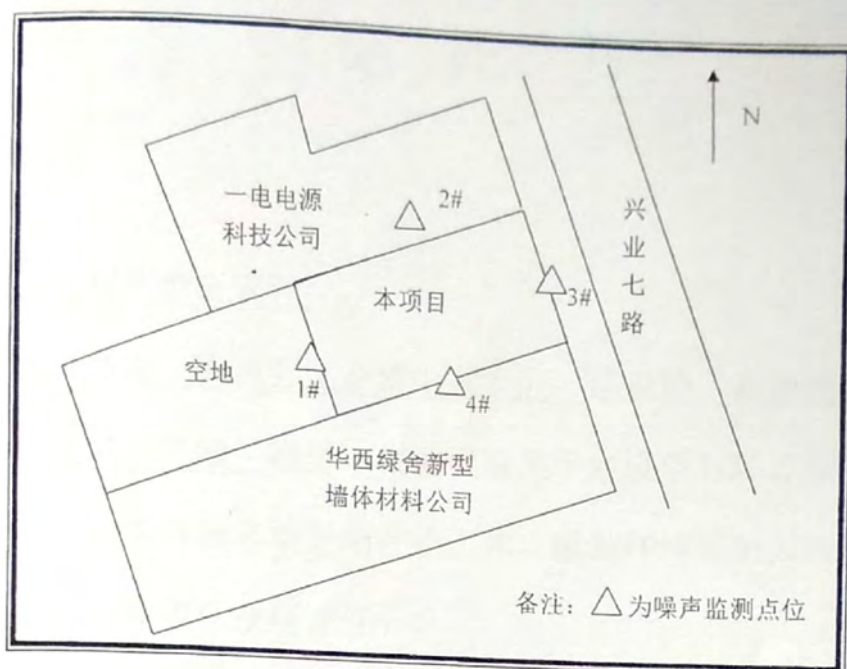 N
一电电源
科技公司
2#
兴业七路
本项目
3#
空地
1#
4#
华西绿舍新型
墙体材料公司
备注：△为噪声监测点位